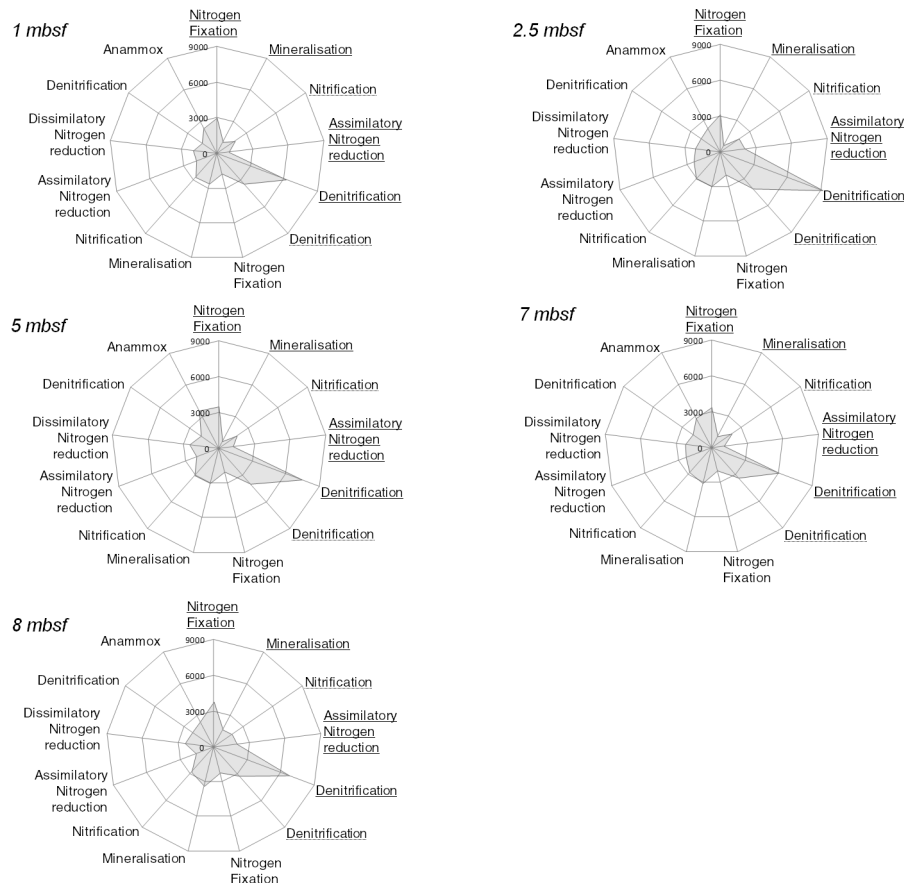 1 mbsf
Nitrogen
Fixation
9000
6000
3000
0
Mineralisation
Nitrification
Assimilatory
Nitrogen
reduction
Denitrification
Denitrification
Nitrogen
Fixation
Mineralisation
Nitrification
Assimilatory
Nitrogen
reduction
Dissimilatory
Nitrogen
reduction
Denitrification
Anammox
2.5 mbsf
Nitrogen
Fixation
9000
6000
3000
0
Mineralisation
Nitrification
Assimilatory
Nitrogen
reduction
Denitrification
Denitrification
Nitrogen
Fixation
Mineralisation
Nitrification
Assimilatory
Nitrogen
reduction
Dissimilatory
Nitrogen
reduction
Denitrification
Anammox
5 mbsf
Nitrogen
Fixation
9000
6000
3000
0
Mineralisation
Nitrification
Assimilatory
Nitrogen
reduction
Denitrification
Denitrification
Nitrogen
Fixation
Mineralisation
Nitrification
Assimilatory
Nitrogen
reduction
Dissimilatory
Nitrogen
reduction
Denitrification
Anammox
7 mbsf
Nitrogen
Fixation
9000
6000
3000
0
Mineralisation
Nitrification
Assimilatory
Nitrogen
reduction
Denitrification
Denitrification
Nitrogen
Fixation
Mineralisation
Nitrification
Assimilatory
Nitrogen
reduction
Dissimilatory
Nitrogen
reduction
Denitrification
Anammox
8 mbsf
Nitrogen
Fixation
9000
6000
3000
0
Mineralisation
Nitrification
Assimilatory
Nitrogen
reduction
Denitrification
Denitrification
Nitrogen
Fixation
Mineralisation
Nitrification
Assimilatory
Nitrogen
reduction
Dissimilatory
Nitrogen
reduction
Denitrification
Anammox